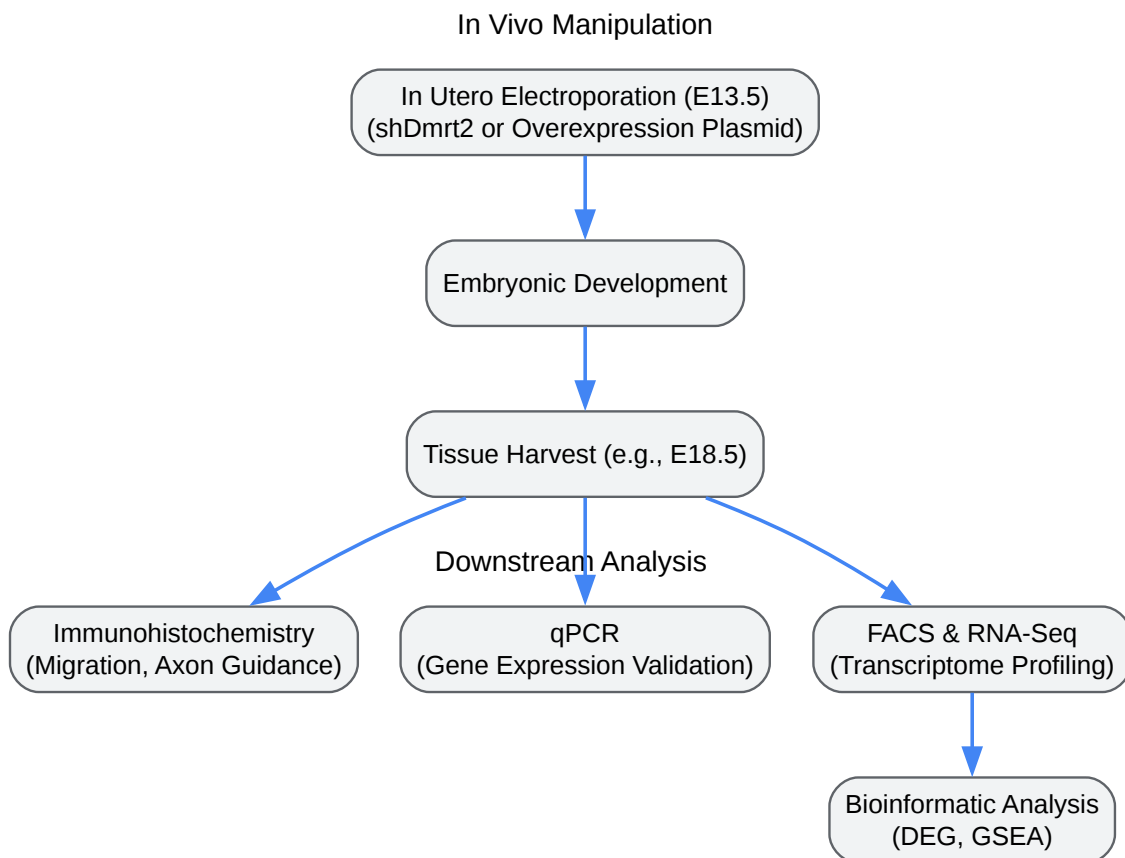 In Vivo Manipulation
In Utero Electroporation (E13.5)
(shDmrt2 or Overexpression Plasmid)
Embryonic Development
Tissue Harvest (e.g., E18.5)
Downstream Analysis
Immunohistochemistry
(Migration, Axon Guidance)
qPCR
(Gene Expression Validation)
FACS & RNA-Seq
(Transcriptome Profiling)
Bioinformatic Analysis
(DEG, GSEA)